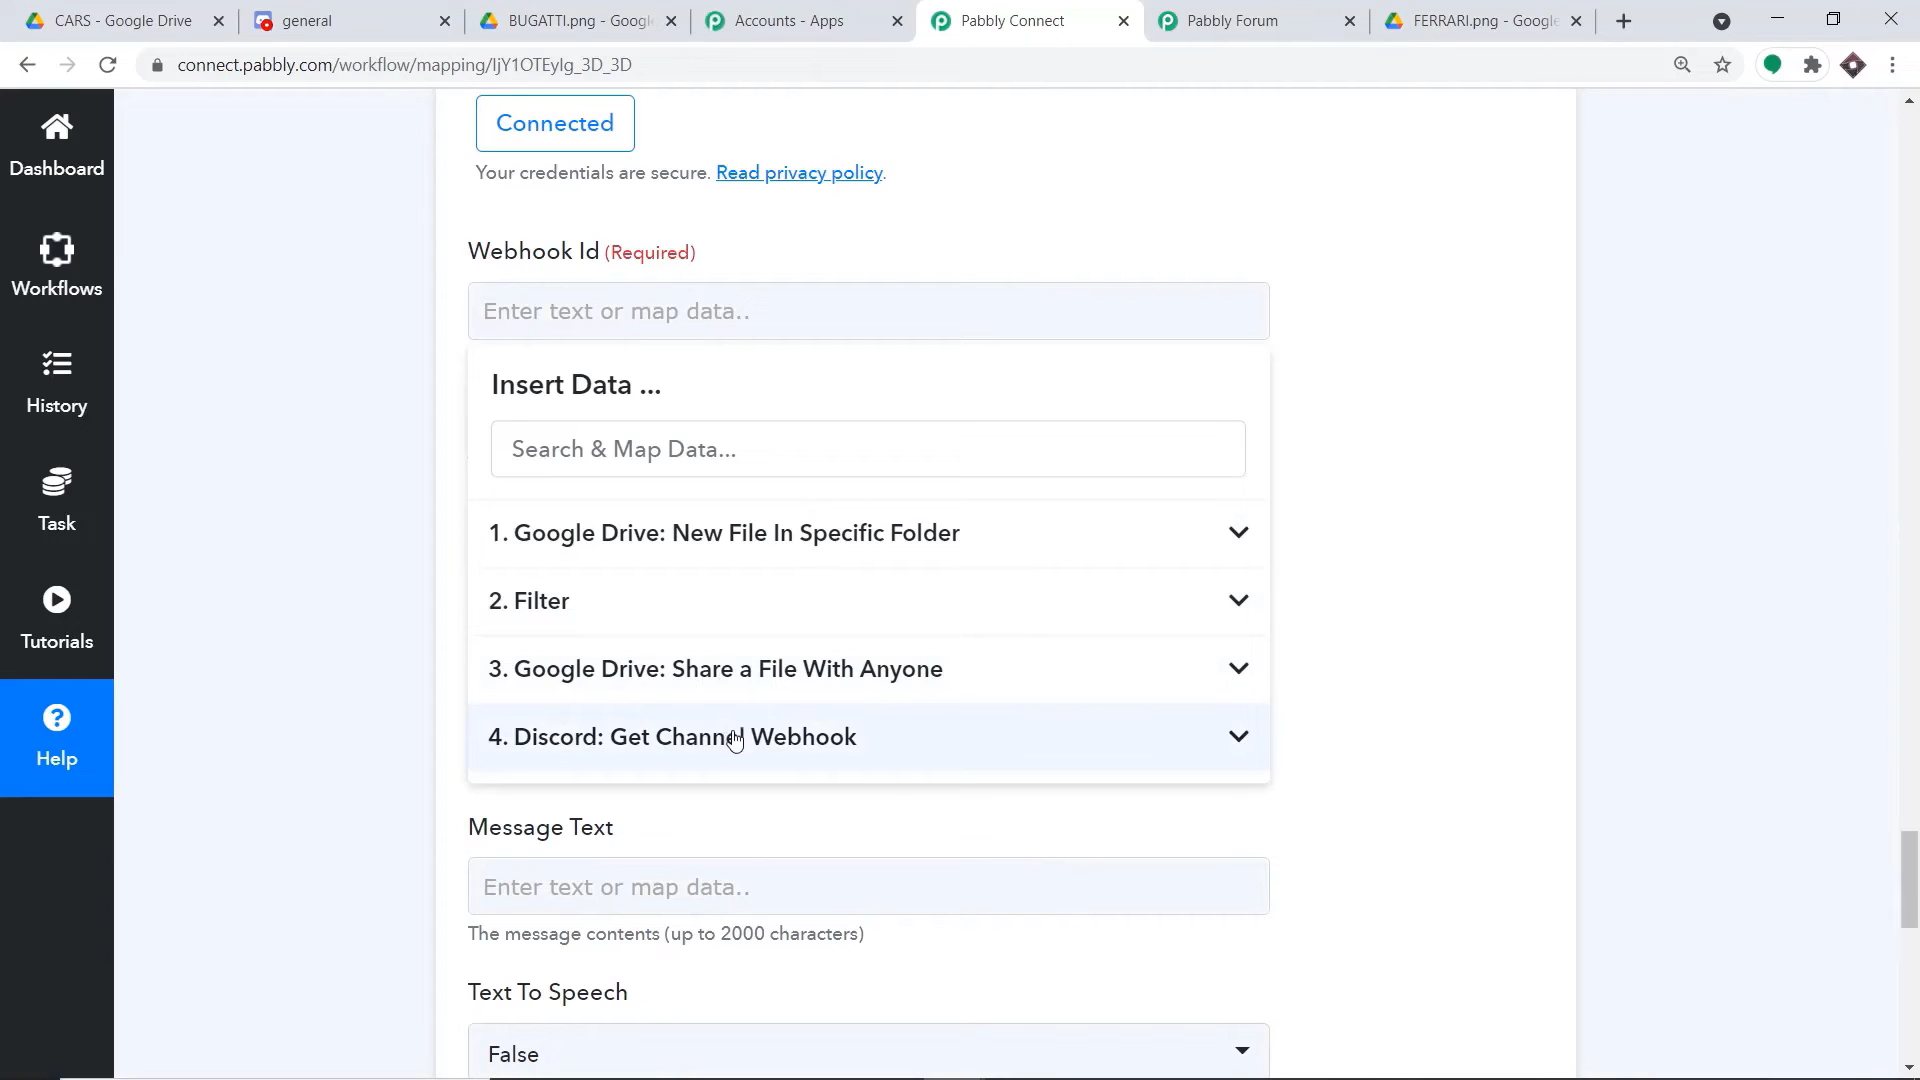 CARS - Google Drive
general
BUGATTI.png - Google
Accounts - Apps
Pabbly Connect
Pabbly Forum
FERRARI.png - Google
connect.pabbly.com/workflow/mapping/IjY1OTEyIg_3D_3D
Dashboard
Workflows
History
Task
Tutorials
Help
Connected
Your credentials are secure. Read privacy policy.
Webhook Id (Required)
Enter text or map data..
Insert Data ...
Search & Map Data...
1. Google Drive: New File In Specific Folder
2. Filter
3. Google Drive: Share a File With Anyone
4. Discord: Get Channel Webhook
Message Text
Enter text or map data..
The message contents (up to 2000 characters)
Text To Speech
False